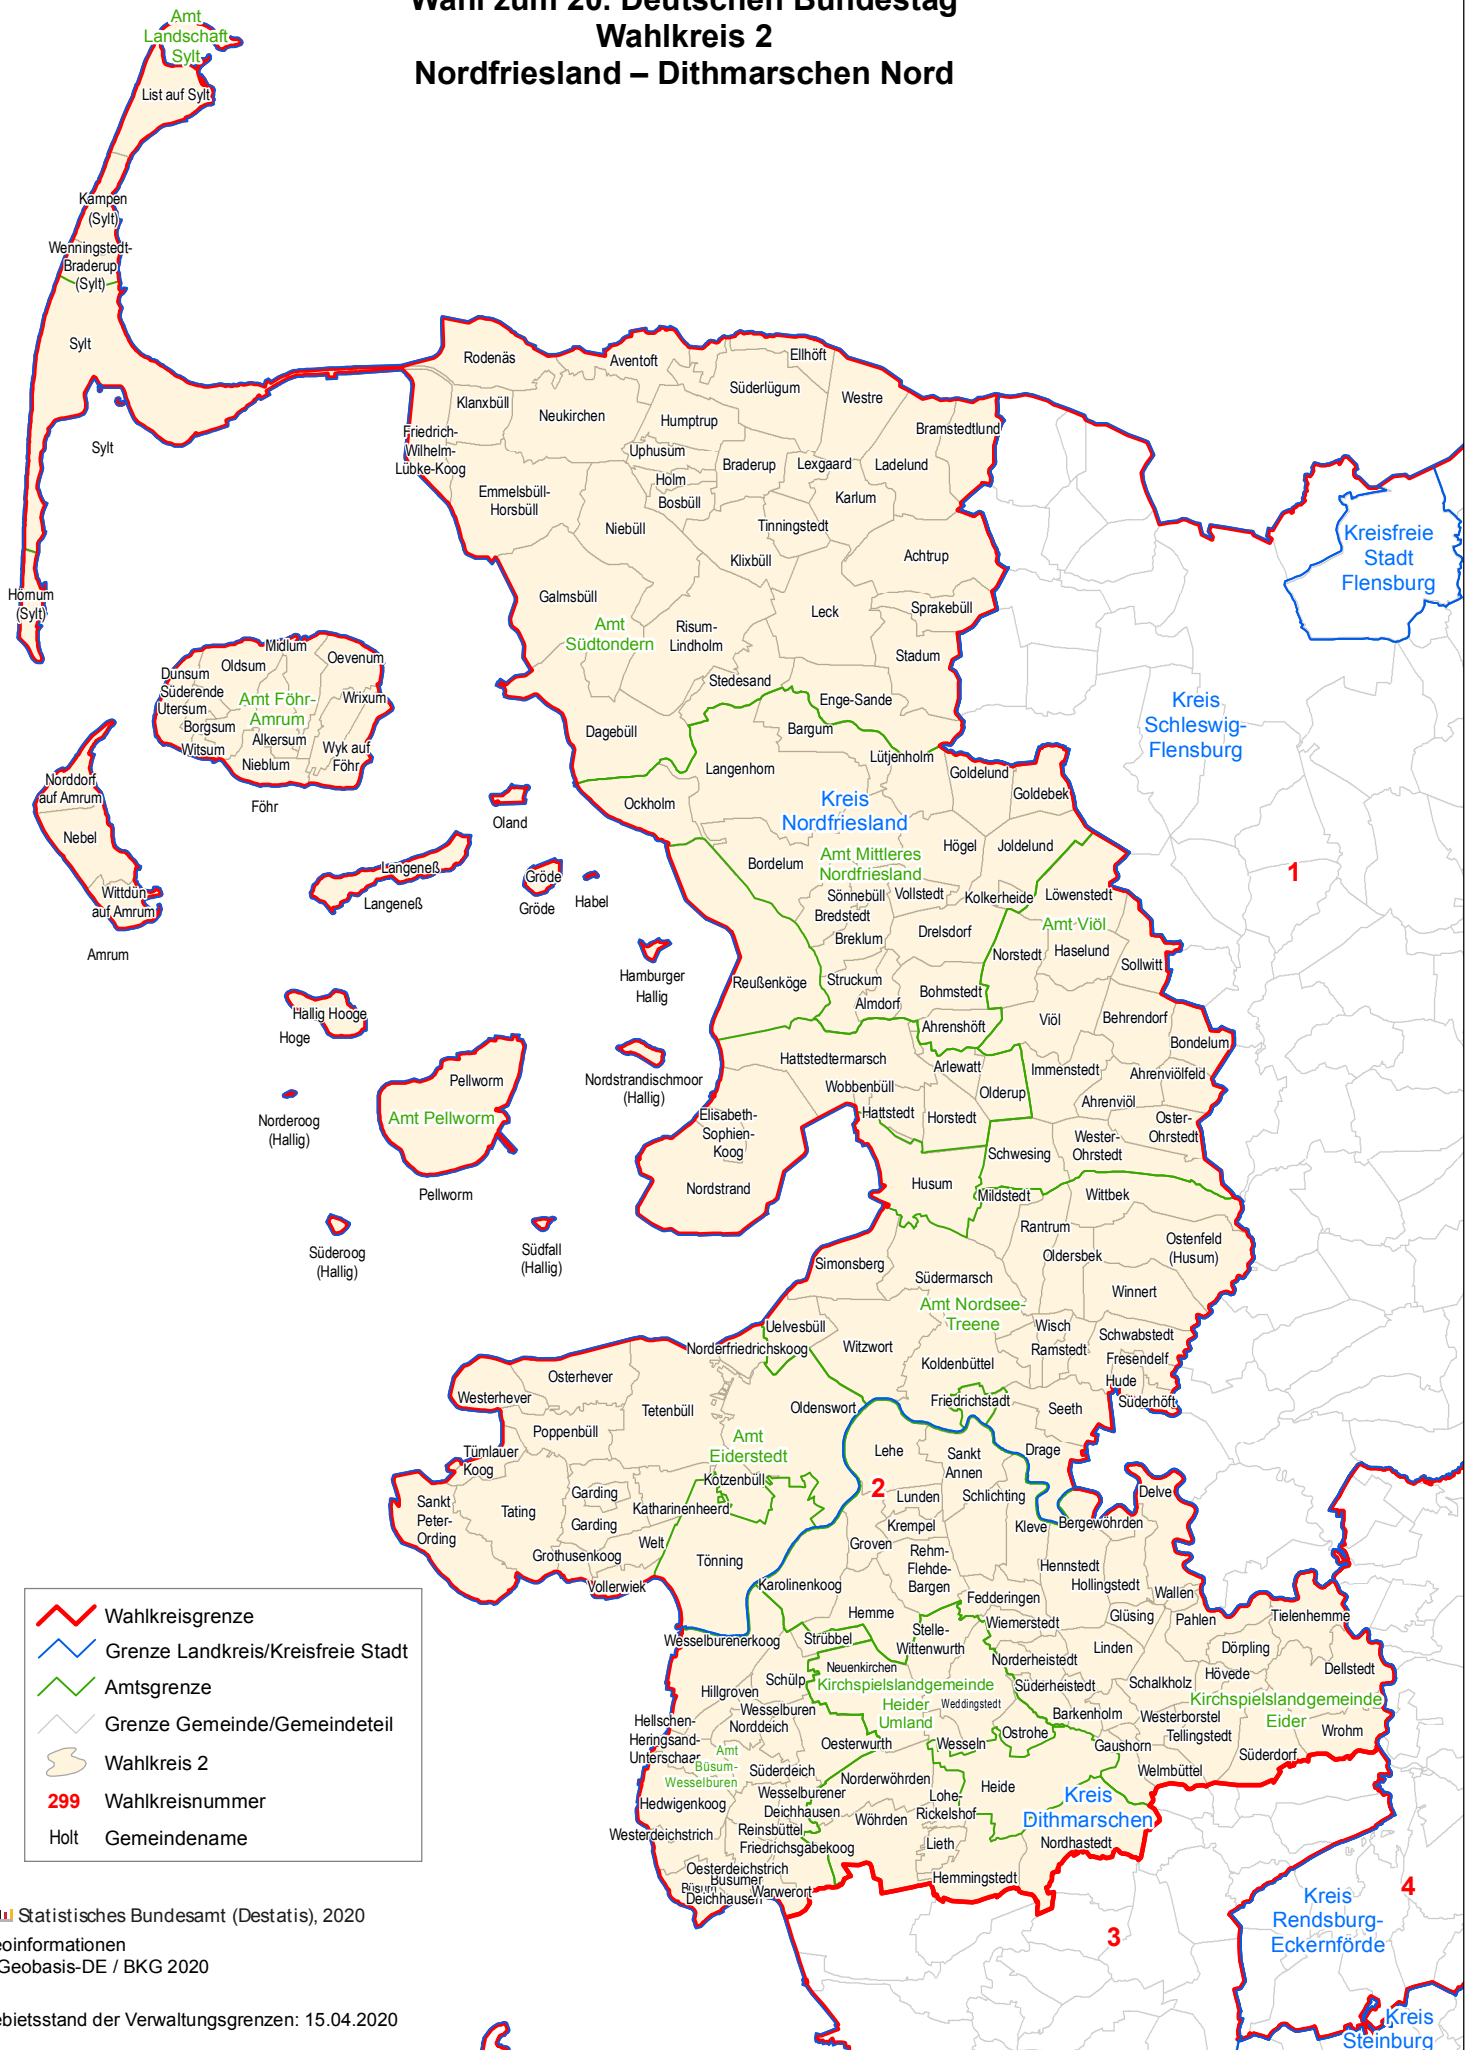 Wahl zum 20. Deutschen Bundestag
Wahlkreis 2
Nordfriesland – Dithmarschen Nord
Amt
Landschaft
Sylt
List auf Sylt
Kampen
(Sylt)
Wenningstedt-
Braderup
(Sylt)
Sylt
Sylt
Hörnum
(Sylt)
Rodenäs
Aventoft
Ellhöft
Süderlügum
Westre
Klanxbüll
Neukirchen
Humptrup
Bramstedtlund
Friedrich-
Wilhelm-
Lübke-Koog
Uphusum
Braderup
Lexgaard
Ladelund
Holm
Bosbüll
Karlum
Emmelsbüll-
Horsbüll
Niebüll
Tinningstedt
Klixbüll
Achtrup
Galmsbüll
Leck
Sprakebüll
Amt
Südtondern
Risum-
Lindholm
Stadum
Stedesand
Enge-Sande
Dagebüll
Bargum
Lütjenholm
Langenhorn
Goldelund
Goldebek
Ockholm
Kreis
Nordfriesland
Högel
Joldelund
Bordelum
Amt Mittleres
Nordfriesland
Sönnebüll
Vollstedt
Kolkerheide
Löwenstedt
Bredstedt
Breklum
Drelsdorf
Amt Viöl
Norstedt
Haselund
Sollwitt
Reußenköge
Struckum
Almdorf
Bohmstedt
Ahrenshöft
Viöl
Behrendorf
Bondelum
Hattstedtermarsch
Arlewatt
Immenstedt
Ahrenviölfeld
Wobbenbüll
Olderup
Ahrenviöl
Hattstedt
Horstedt
Oster-
Ohrstedt
Elisabeth-
Sophien-
Koog
Wester-
Ohrstedt
Schwesing
Nordstrand
Husum
Mildstedt
Wittbek
Rantrum
Oldersbek
Ostenfeld
(Husum)
Simonsberg
Südermarsch
Winnert
Amt Nordsee-
Treene
Uelvesbüll
Wisch
Ramstedt
Schwabstedt
Norderfriedrichskoog
Witzwort
Koldenbüttel
Fresendelf
Hude
Süderhöft
Friedrichstadt
Seeth
Drage
Midlum
Oevenum
Oldsum
Dunsum
Süderende
Utersum
Amt Föhr-
Amrum
Wrixum
Borgsum
Alkersum
Witsum
Nieblum
Wyk auf
Föhr
Föhr
Norddorf
auf Amrum
Nebel
Wittdün
auf Amrum
Amrum
Oland
Langeneß
Langeneß
Gröde
Gröde
Habel
Hamburger
Hallig
Hallig Hooge
Hoge
Norderoog
(Hallig)
Pellworm
Amt Pellworm
Pellworm
Nordstrandischmoor
(Hallig)
Süderoog
(Hallig)
Südfall
(Hallig)
Kreisfreie
Stadt
Flensburg
Kreis
Schleswig-
Flensburg
1
Osterhever
Westerhever
Tetenbüll
Oldenswort
Poppenbüll
Amt
Eiderstedt
Tümlauer
Koog
Kotzenbüll
Garding
Sankt
Peter-
Ording
Tating
Katharinenheerd
Garding
Welt
Grothusenkoog
Tönning
Vollerwiek
Lehe
Sankt
Annen
2
Lunden
Schlichting
Delve
Krempel
Kleve
Bergewöhrden
Groven
Rehm-
Flehde-
Bargen
Hennstedt
Karolinenkoog
Hollingstedt
Wallen
Fedderingen
Hemme
Wiemerstedt
Glüsing
Pahlen
Tielenhemme
Wesselburenerkoog
Strübbel
Stelle-
Wittenwurth
Linden
Dörpling
Norderheistedt
Neuenkirchen
Hövede
Dellstedt
Schülp
Kirchspielslandgemeinde
Heider
Umland
Süderheistedt
Schalkholz
Hillgroven
Weddingstedt
Kirchspielslandgemeinde
Eider
Wesselburen
Barkenholm
Westerborstel
Norddeich
Ostrohe
Tellingstedt
Wrohm
Hellschen-
Heringsand-
Unterschaar
Oesterwurth
Wesseln
Gaushorn
Süderdorf
Amt
Büsum-
Wesselburen
Süderdeich
Norderwöhrden
Heide
Welmbüttel
Hedwigenkoog
Wesselburener
Deichhausen
Lohe-
Rickelshof
Kreis
Dithmarschen
Wöhrden
Westerdeichstrich
Reinsbüttel
Lieth
Nordhastedt
Friedrichsgabekoog
Oesterdeichstrich
Hemmingstedt
Büsum
Büsumer
Deichhausen
Warwerort
3
4
Kreis
Rendsburg-
Eckernförde
Kreis
Steinburg
Wahlkreisgrenze
Grenze Landkreis/Kreisfreie Stadt
Amtsgrenze
Grenze Gemeinde/Gemeindeteil
Wahlkreis 2
299 Wahlkreisnummer
Holt Gemeindename
Statistisches Bundesamt (Destatis), 2020
eoinformationen
Geobasis-DE / BKG 2020
ebietsstand der Verwaltungsgrenzen: 15.04.2020